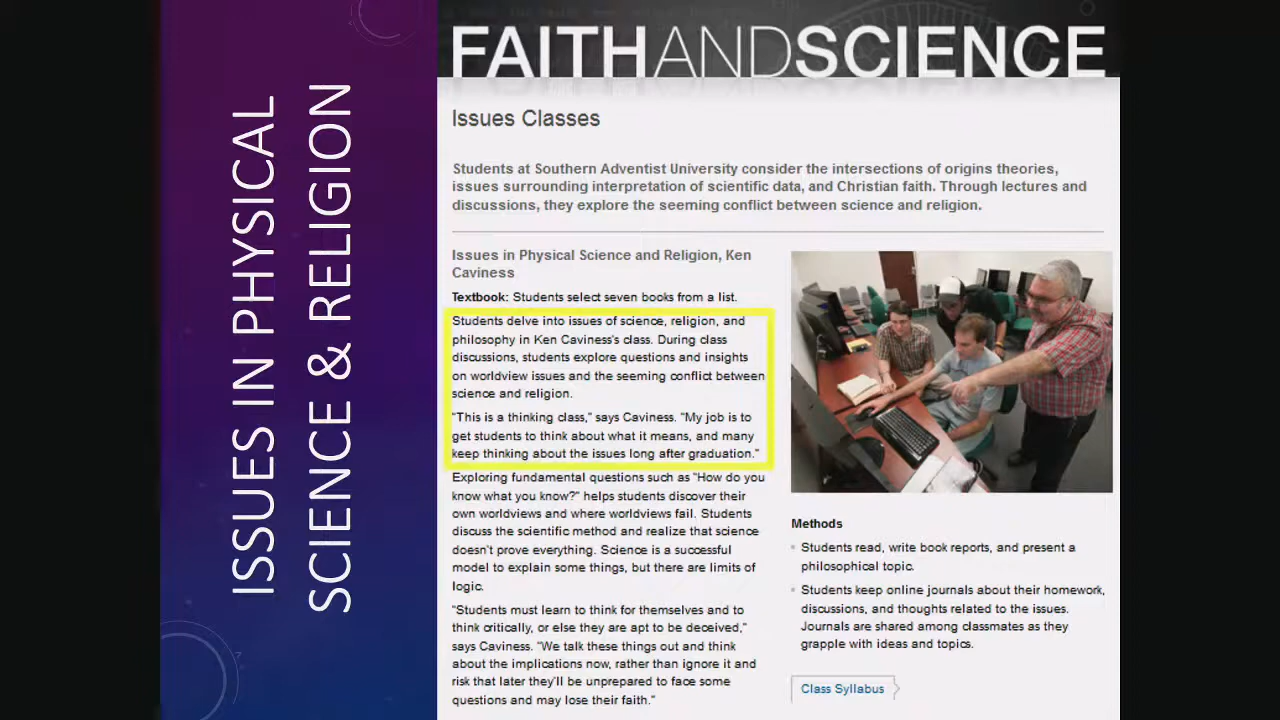 ISSUES IN PHYSICAL
SCIENCE & RELIGION
FAITHANDSCIENCE
Issues Classes
Students at Southern Adventist University consider the intersections of origins theories,
issues surrounding interpretation of scientific data, and Christian faith. Through lectures and
discussions, they explore the seeming conflict between science and religion.
Issues in Physical Science and Religion, Ken
Caviness
Textbook: Students select seven books from a list.
Students delve into issues of science, religion, and
philosophy in Ken Caviness's class. During class
discussions, students explore questions and insights
on worldview issues and the seeming conflict between
science and religion.
"This is a thinking class," says Caviness. "My job is to
get students to think about what it means, and many
keep thinking about the issues long after graduation."
Exploring fundamental questions such as "How do you
know what you know?" helps students discover their
own worldviews and where worldviews fail. Students
discuss the scientific method and realize that science
doesn't prove everything. Science is a successful
model to explain some things, but there are limits of
logic.
"Students must learn to think for themselves and to
think critically, or else they are apt to be deceived,"
says Caviness. "We talk these things out and think
about the implications now, rather than ignore it and
risk that later they'll be unprepared to face some
questions and may lose their faith."
Methods
Students read, write book reports, and present a
philosophical topic.
Students keep online journals about their homework,
discussions, and thoughts related to the issues.
Journals are shared among classmates as they
grapple with ideas and topics.
Class Syllabus